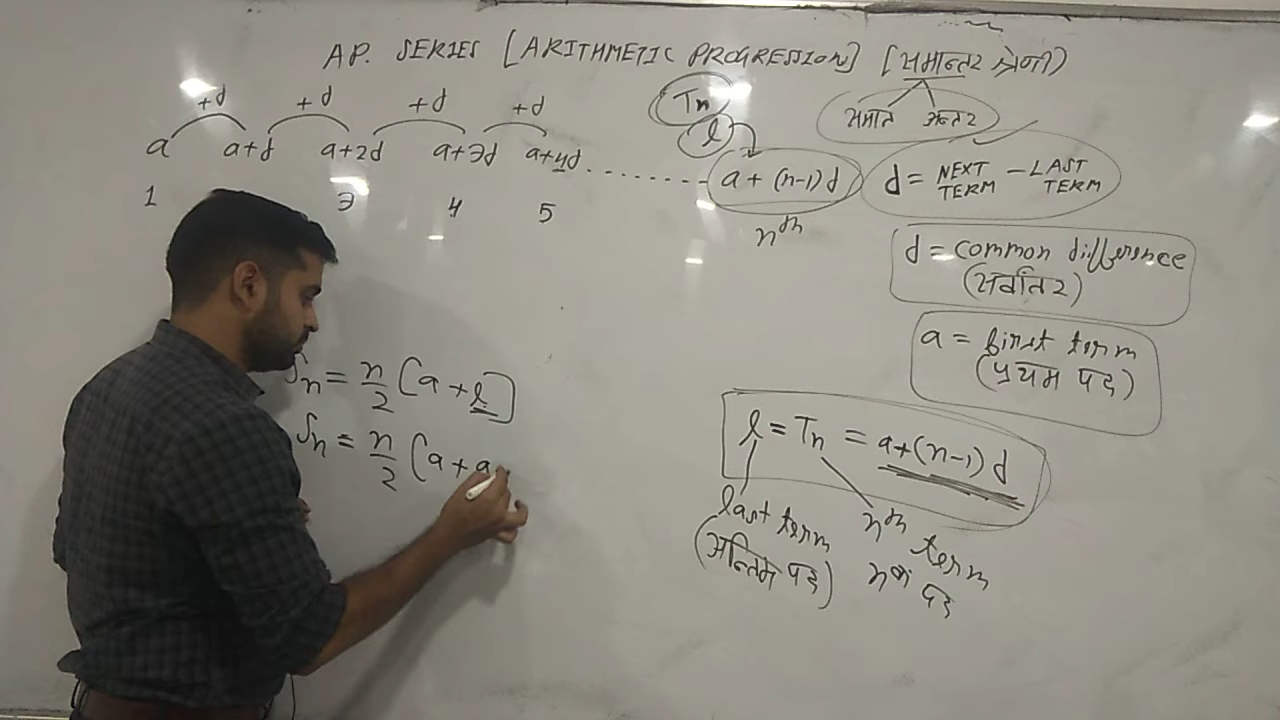 AP. SERIES [ARITHMETIC PROGRESSION] [समान्तर श्रेणी)
समान अन्तर
+d +d +d +d
Tn
l
a a+d a+2d a+3d a+4d ........ a + (n-1) d
1 3 4 5 nth
d = NEXT TERM - LAST TERM
d = common difference
(सर्वांतर)
a = first term
(प्रथम पद)
Sn = n/2 [a + l]
Sn = n/2 [a + a
l = Tn = a+(n-1) d
last term
(अन्तिम पद)
nth term
nवां पद